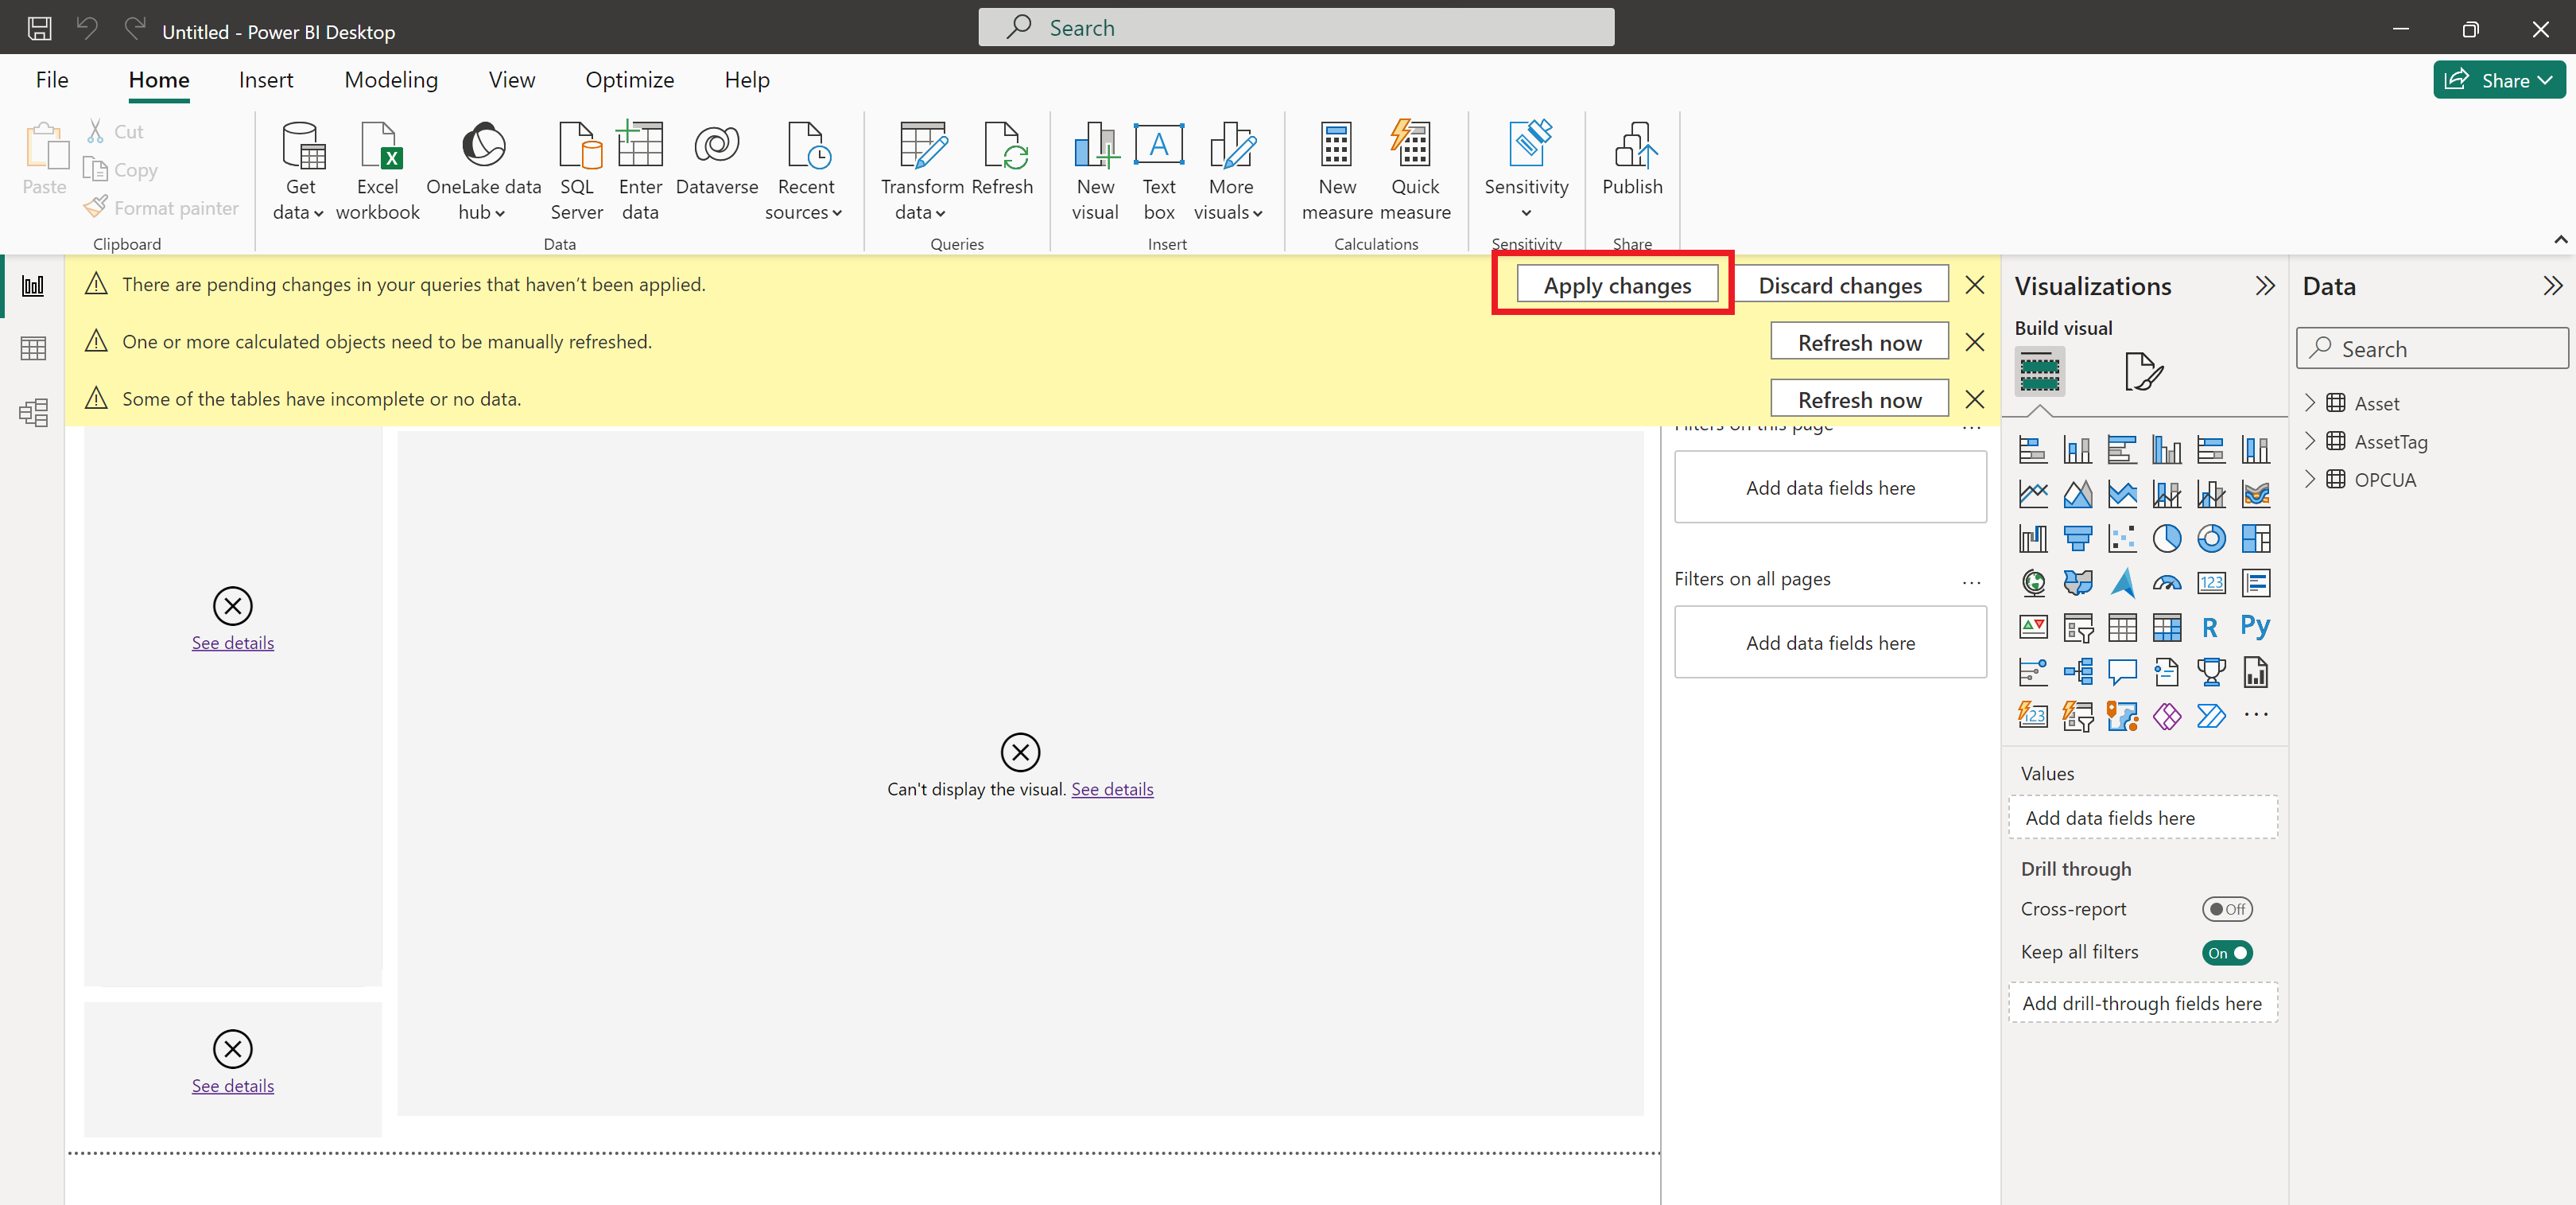 Untitled - Power BI Desktop
Search
File Home Insert Modeling View Optimize Help
Share
Paste
Cut
Copy
Format painter
Clipboard
Get data
Excel workbook
OneLake data hub
SQL Server
Enter data
Dataverse
Recent sources
Data
Transform data
Refresh
Queries
New visual
Text box
More visuals
Insert
New measure
Quick measure
Calculations
Sensitivity
Sensitivity
Publish
Share
There are pending changes in your queries that haven't been applied.
Apply changes
Discard changes
One or more calculated objects need to be manually refreshed.
Refresh now
Some of the tables have incomplete or no data.
Refresh now
See details
Can't display the visual. See details
See details
Filters on this page
...
Add data fields here
Filters on all pages
...
Add data fields here
Visualizations
Build visual
123
R
Py
123
...
Values
Add data fields here
Drill through
Cross-report
Off
Keep all filters
On
Add drill-through fields here
Data
Search
Asset
AssetTag
OPCUA